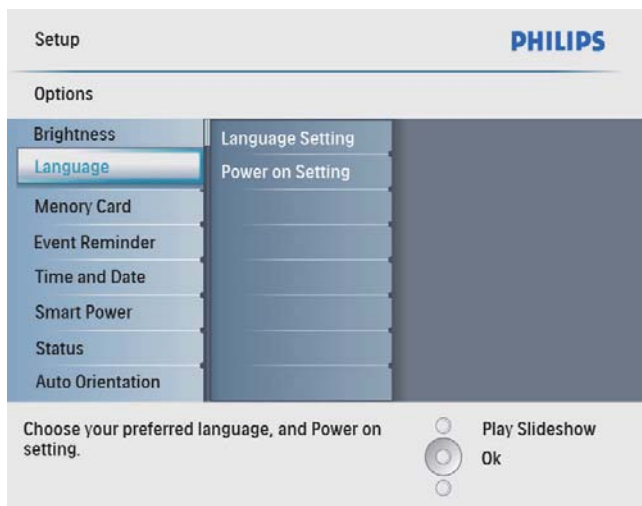 Setup
PHILIPS
Options
Brightness
Language
Menory Card
Event Reminder
Time and Date
Smart Power
Status
Auto Orientation
Language Setting
Power on Setting
Choose your preferred language, and Power on
setting.
Play Slideshow
Ok